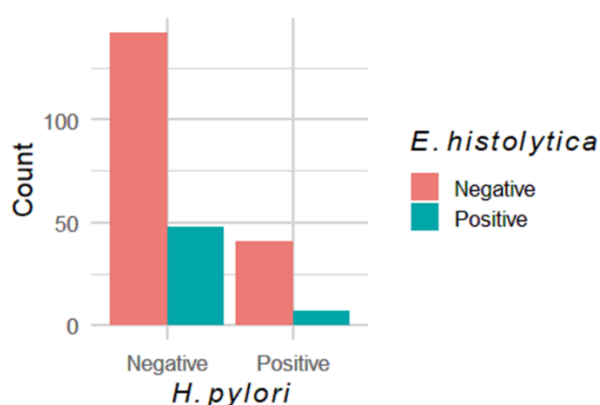 Count
100
50
0
Negative
Positive
H. pylori
E. histolytica
Negative
Positive